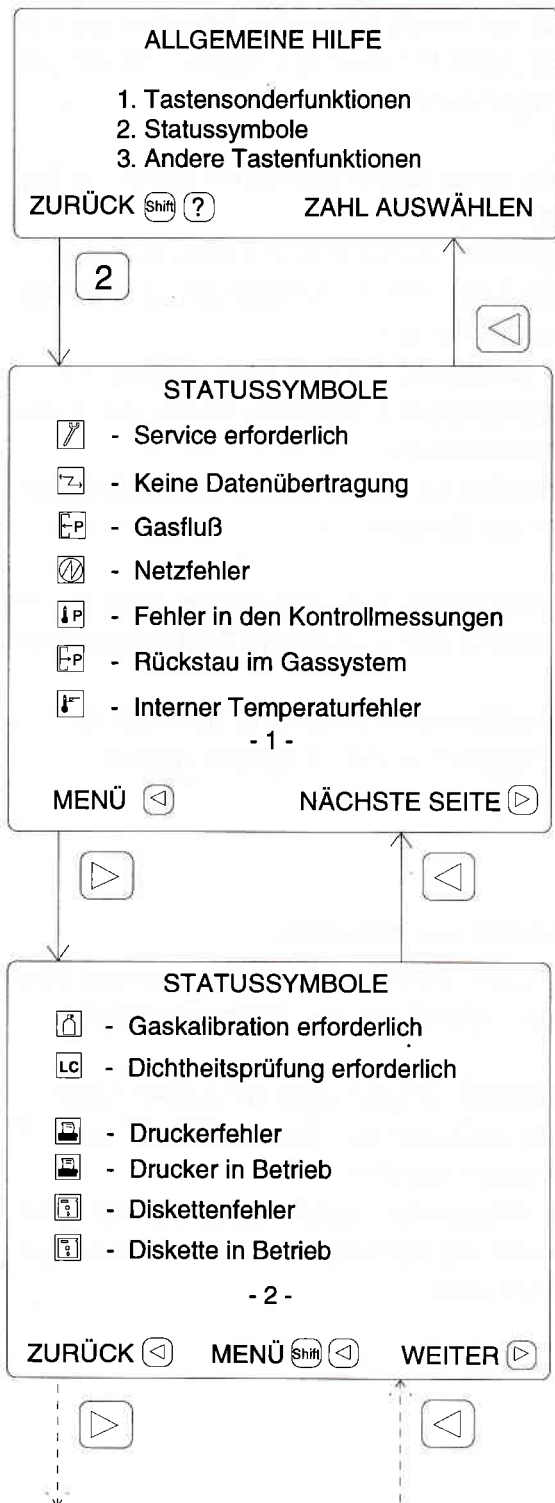 ALLGEMEINE HILFE
1. Tastensonderfunktionen
2. Statussymbole
3. Andere Tastenfunktionen
ZURÜCK Shift ? ZAHL AUSWÄHLEN
2
STATUSSYMBOLE
- Service erforderlich
- Keine Datenübertragung
P - Gasfluß
- Netzfehler
P - Fehler in den Kontrollmessungen
P - Rückstau im Gassystem
- Interner Temperaturfehler
- 1 -
MENÜ NÄCHSTE SEITE
STATUSSYMBOLE
- Gaskalibration erforderlich
LC - Dichtheitsprüfung erforderlich
- Druckerfehler
- Drucker in Betrieb
- Diskettenfehler
- Diskette in Betrieb
- 2 -
ZURÜCK MENÜ Shift WEITER